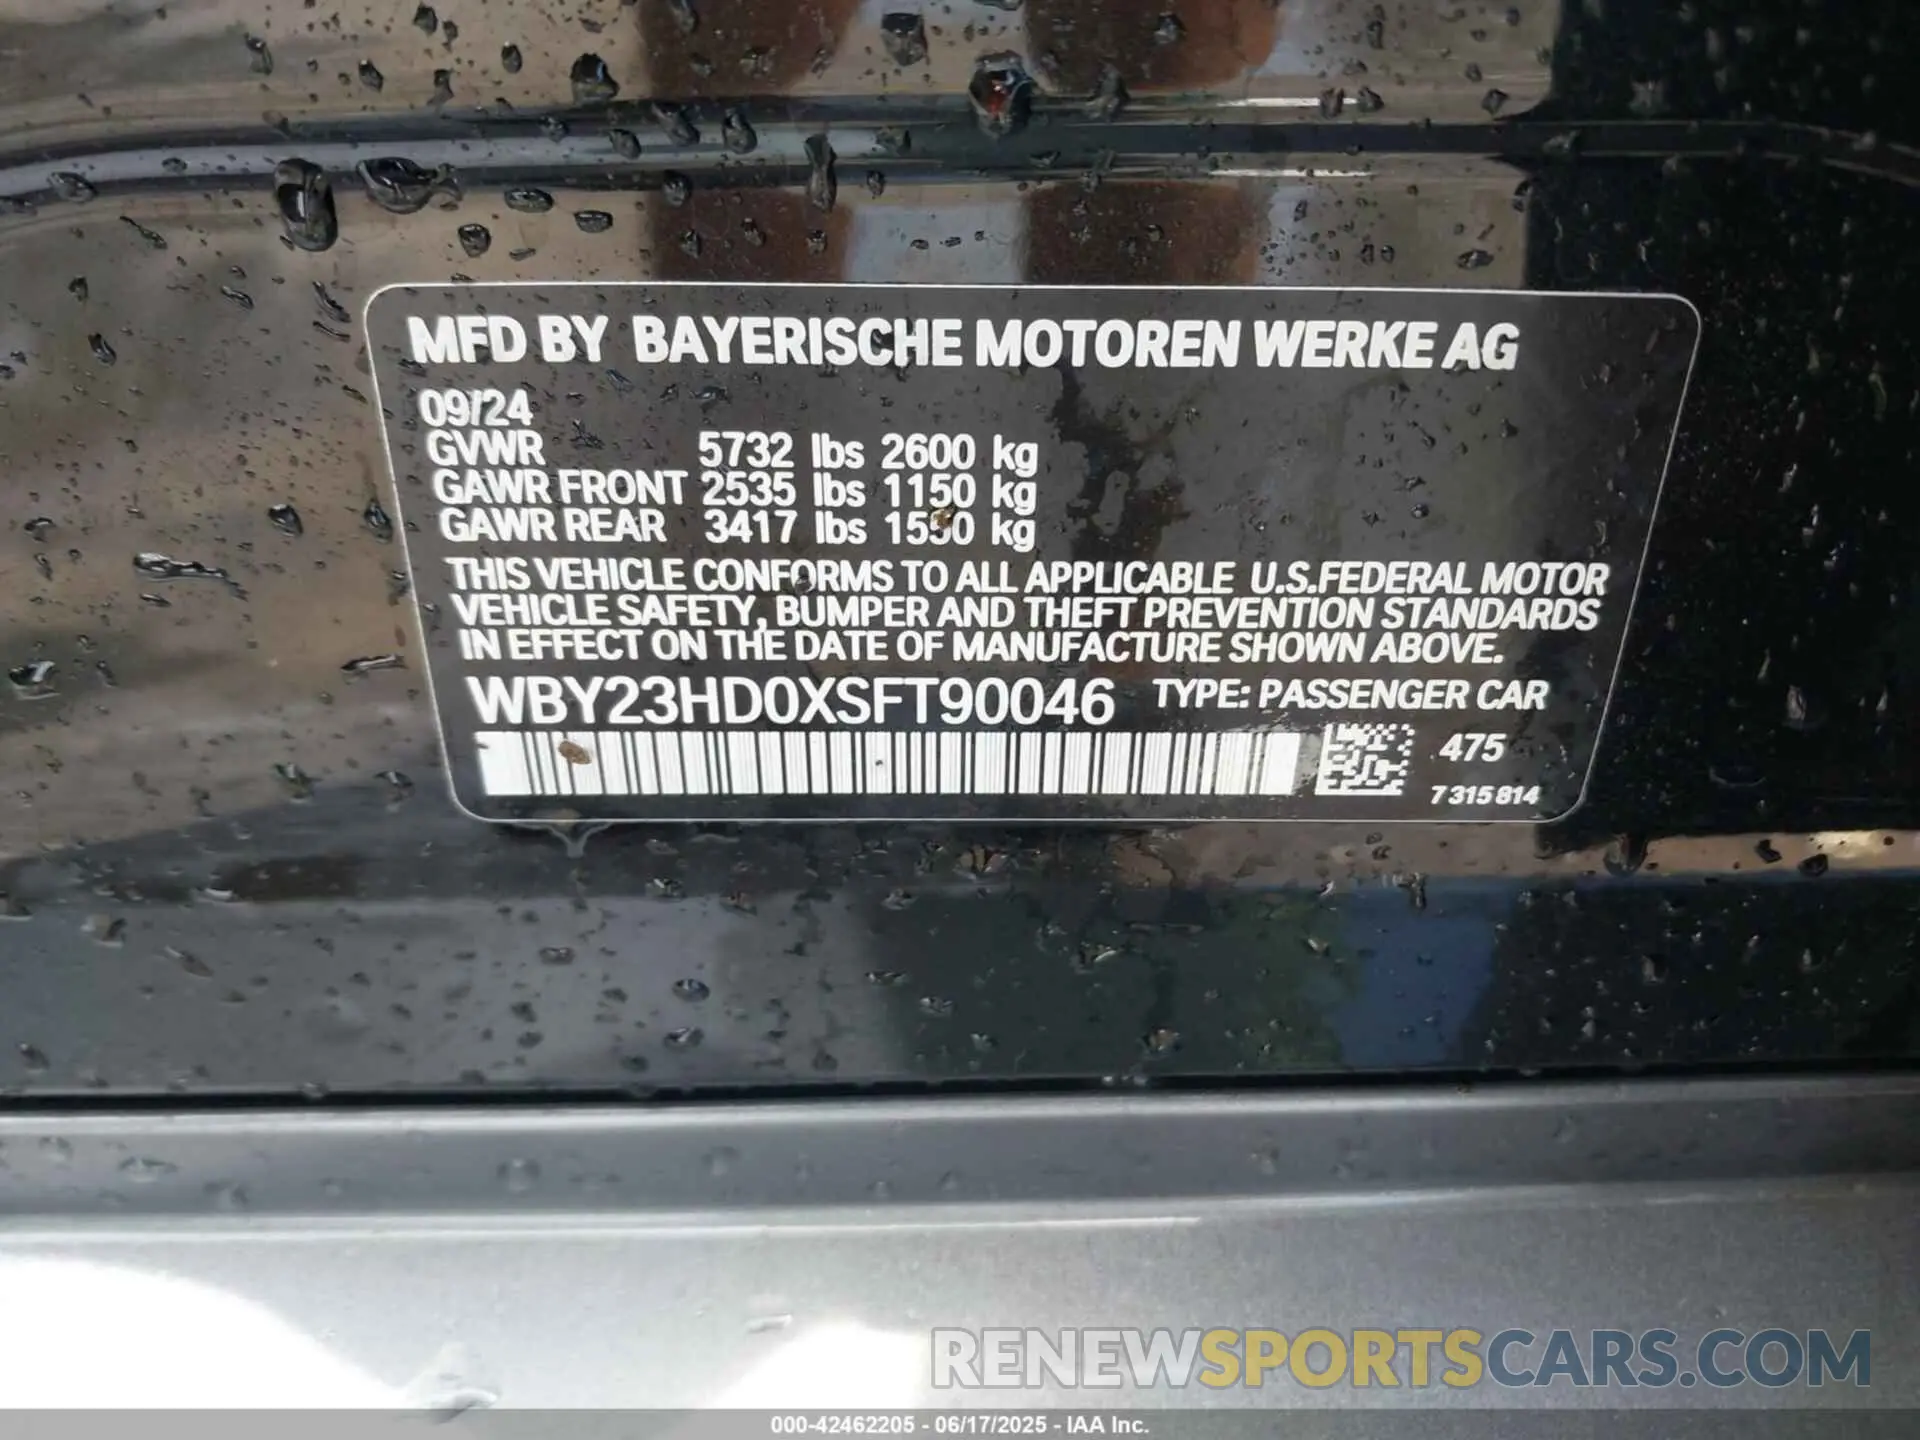 MFD BY BAYERISCHE MOTOREN WERKE AG
09/24
GVWR 5732 lbs 2600 kg
GAWR FRONT 2535 lbs 1150 kg
GAWR REAR 3417 lbs 1550 kg
THIS VEHICLE CONFORMS TO ALL APPLICABLE U.S.FEDERAL MOTOR
VEHICLE SAFETY, BUMPER AND THEFT PREVENTION STANDARDS
IN EFFECT ON THE DATE OF MANUFACTURE SHOWN ABOVE.
WBY23HD0XSFT90046 TYPE: PASSENGER CAR
475
7 315 814
RENEWSPORTSCARS.COM
000-42462205 - 06/17/2025 - IAA Inc.